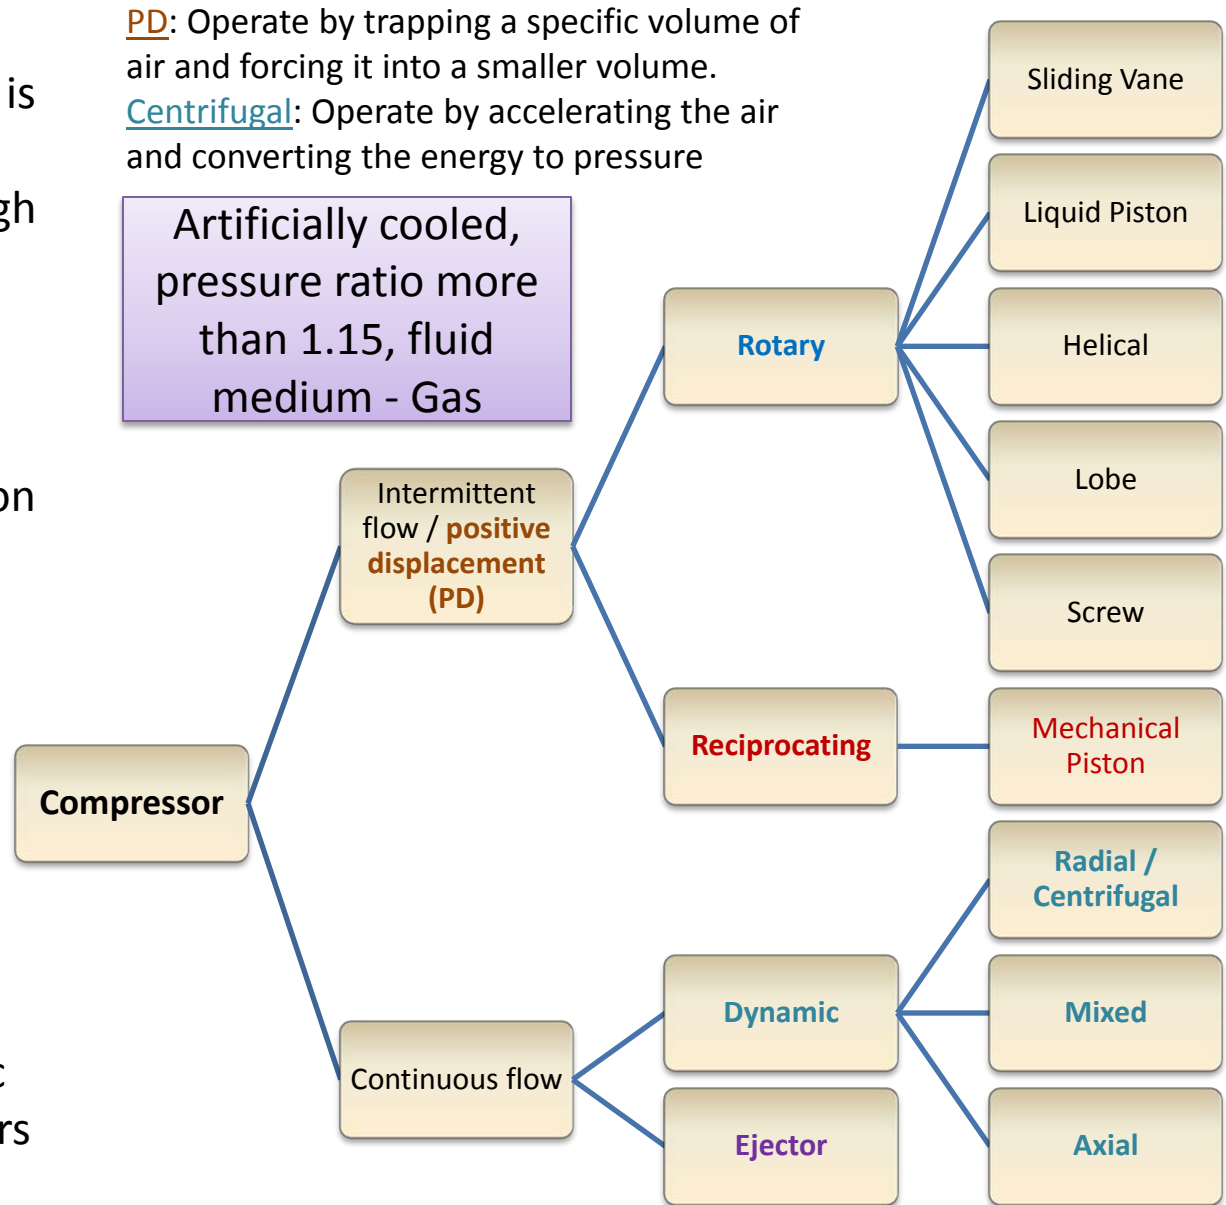 PD: Operate by trapping a specific volume of
air and forcing it into a smaller volume.
Centrifugal: Operate by accelerating the air
and converting the energy to pressure
is
gh
on
c
rs
Artificially cooled,
pressure ratio more
than 1.15, fluid
medium - Gas
Compressor
Intermittent
flow / positive
displacement
(PD)
Continuous flow
Rotary
Reciprocating
Dynamic
Ejector
Sliding Vane
Liquid Piston
Helical
Lobe
Screw
Mechanical
Piston
Radial /
Centrifugal
Mixed
Axial